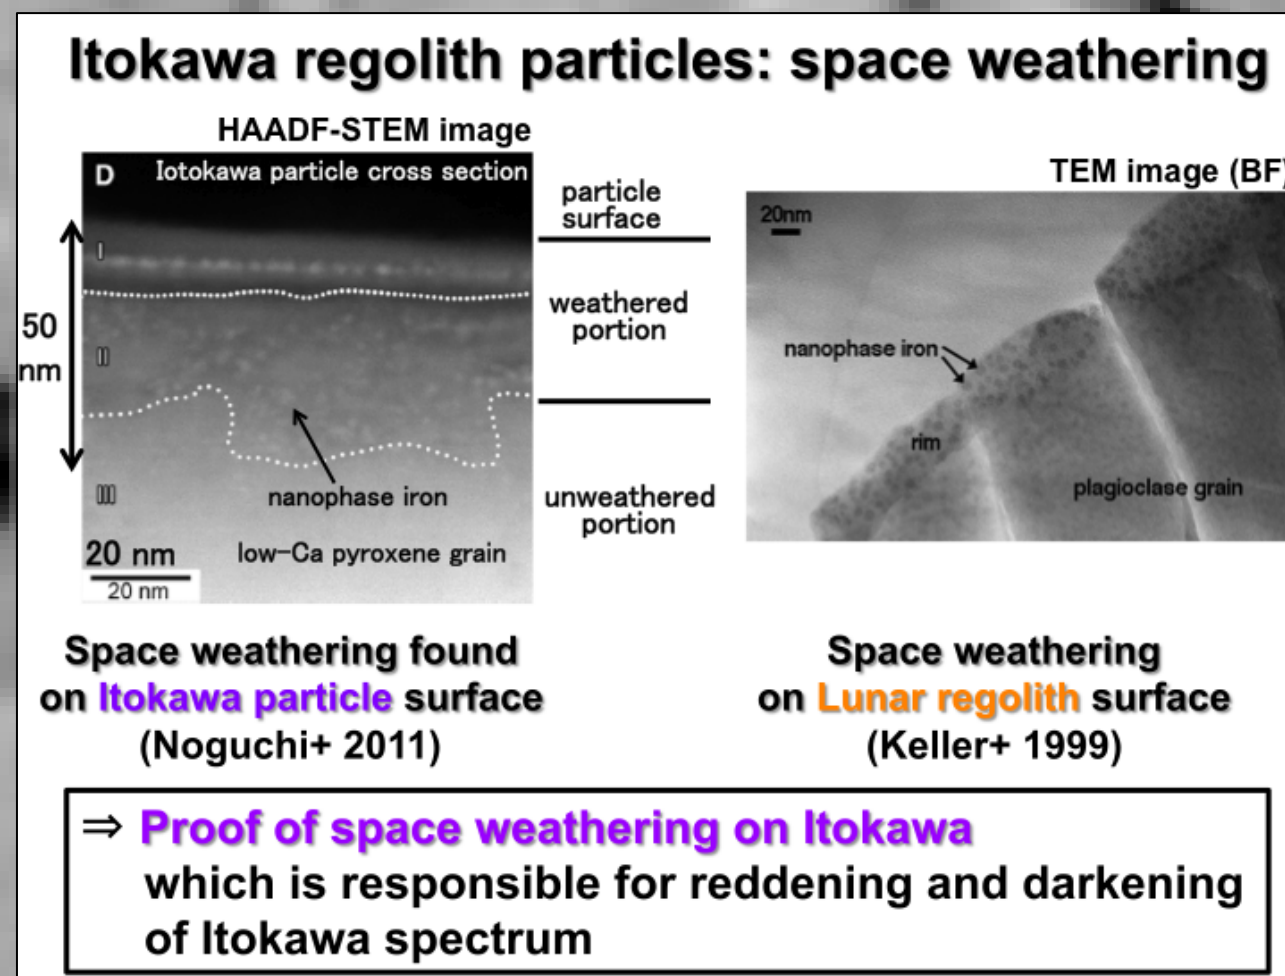 Itokawa regolith particles: space weathering
HAADF-STEM image
D Iotokawa particle cross section
I
50
nm
II
nanophase iron
III
20 nm low-Ca pyroxene grain
20 nm
particle
surface
weathered
portion
unweathered
portion
TEM image (BF)
20nm
nanophase iron
rim
plagioclase grain
Space weathering found
on Itokawa particle surface
(Noguchi+ 2011)
Space weathering
on Lunar regolith surface
(Keller+ 1999)
⇒ Proof of space weathering on Itokawa
which is responsible for reddening and darkening
of Itokawa spectrum